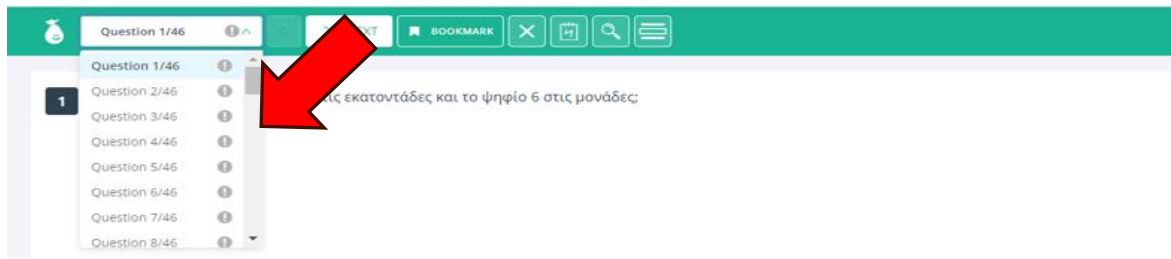 Question 1/46 BOOKMARK
Question 1/46
Question 2/46
1 εκατοντάδες και το ψηφίο 6 στις μονάδες;
Question 3/46
Question 4/46
Question 5/46
Question 6/46
Question 7/46
Question 8/46